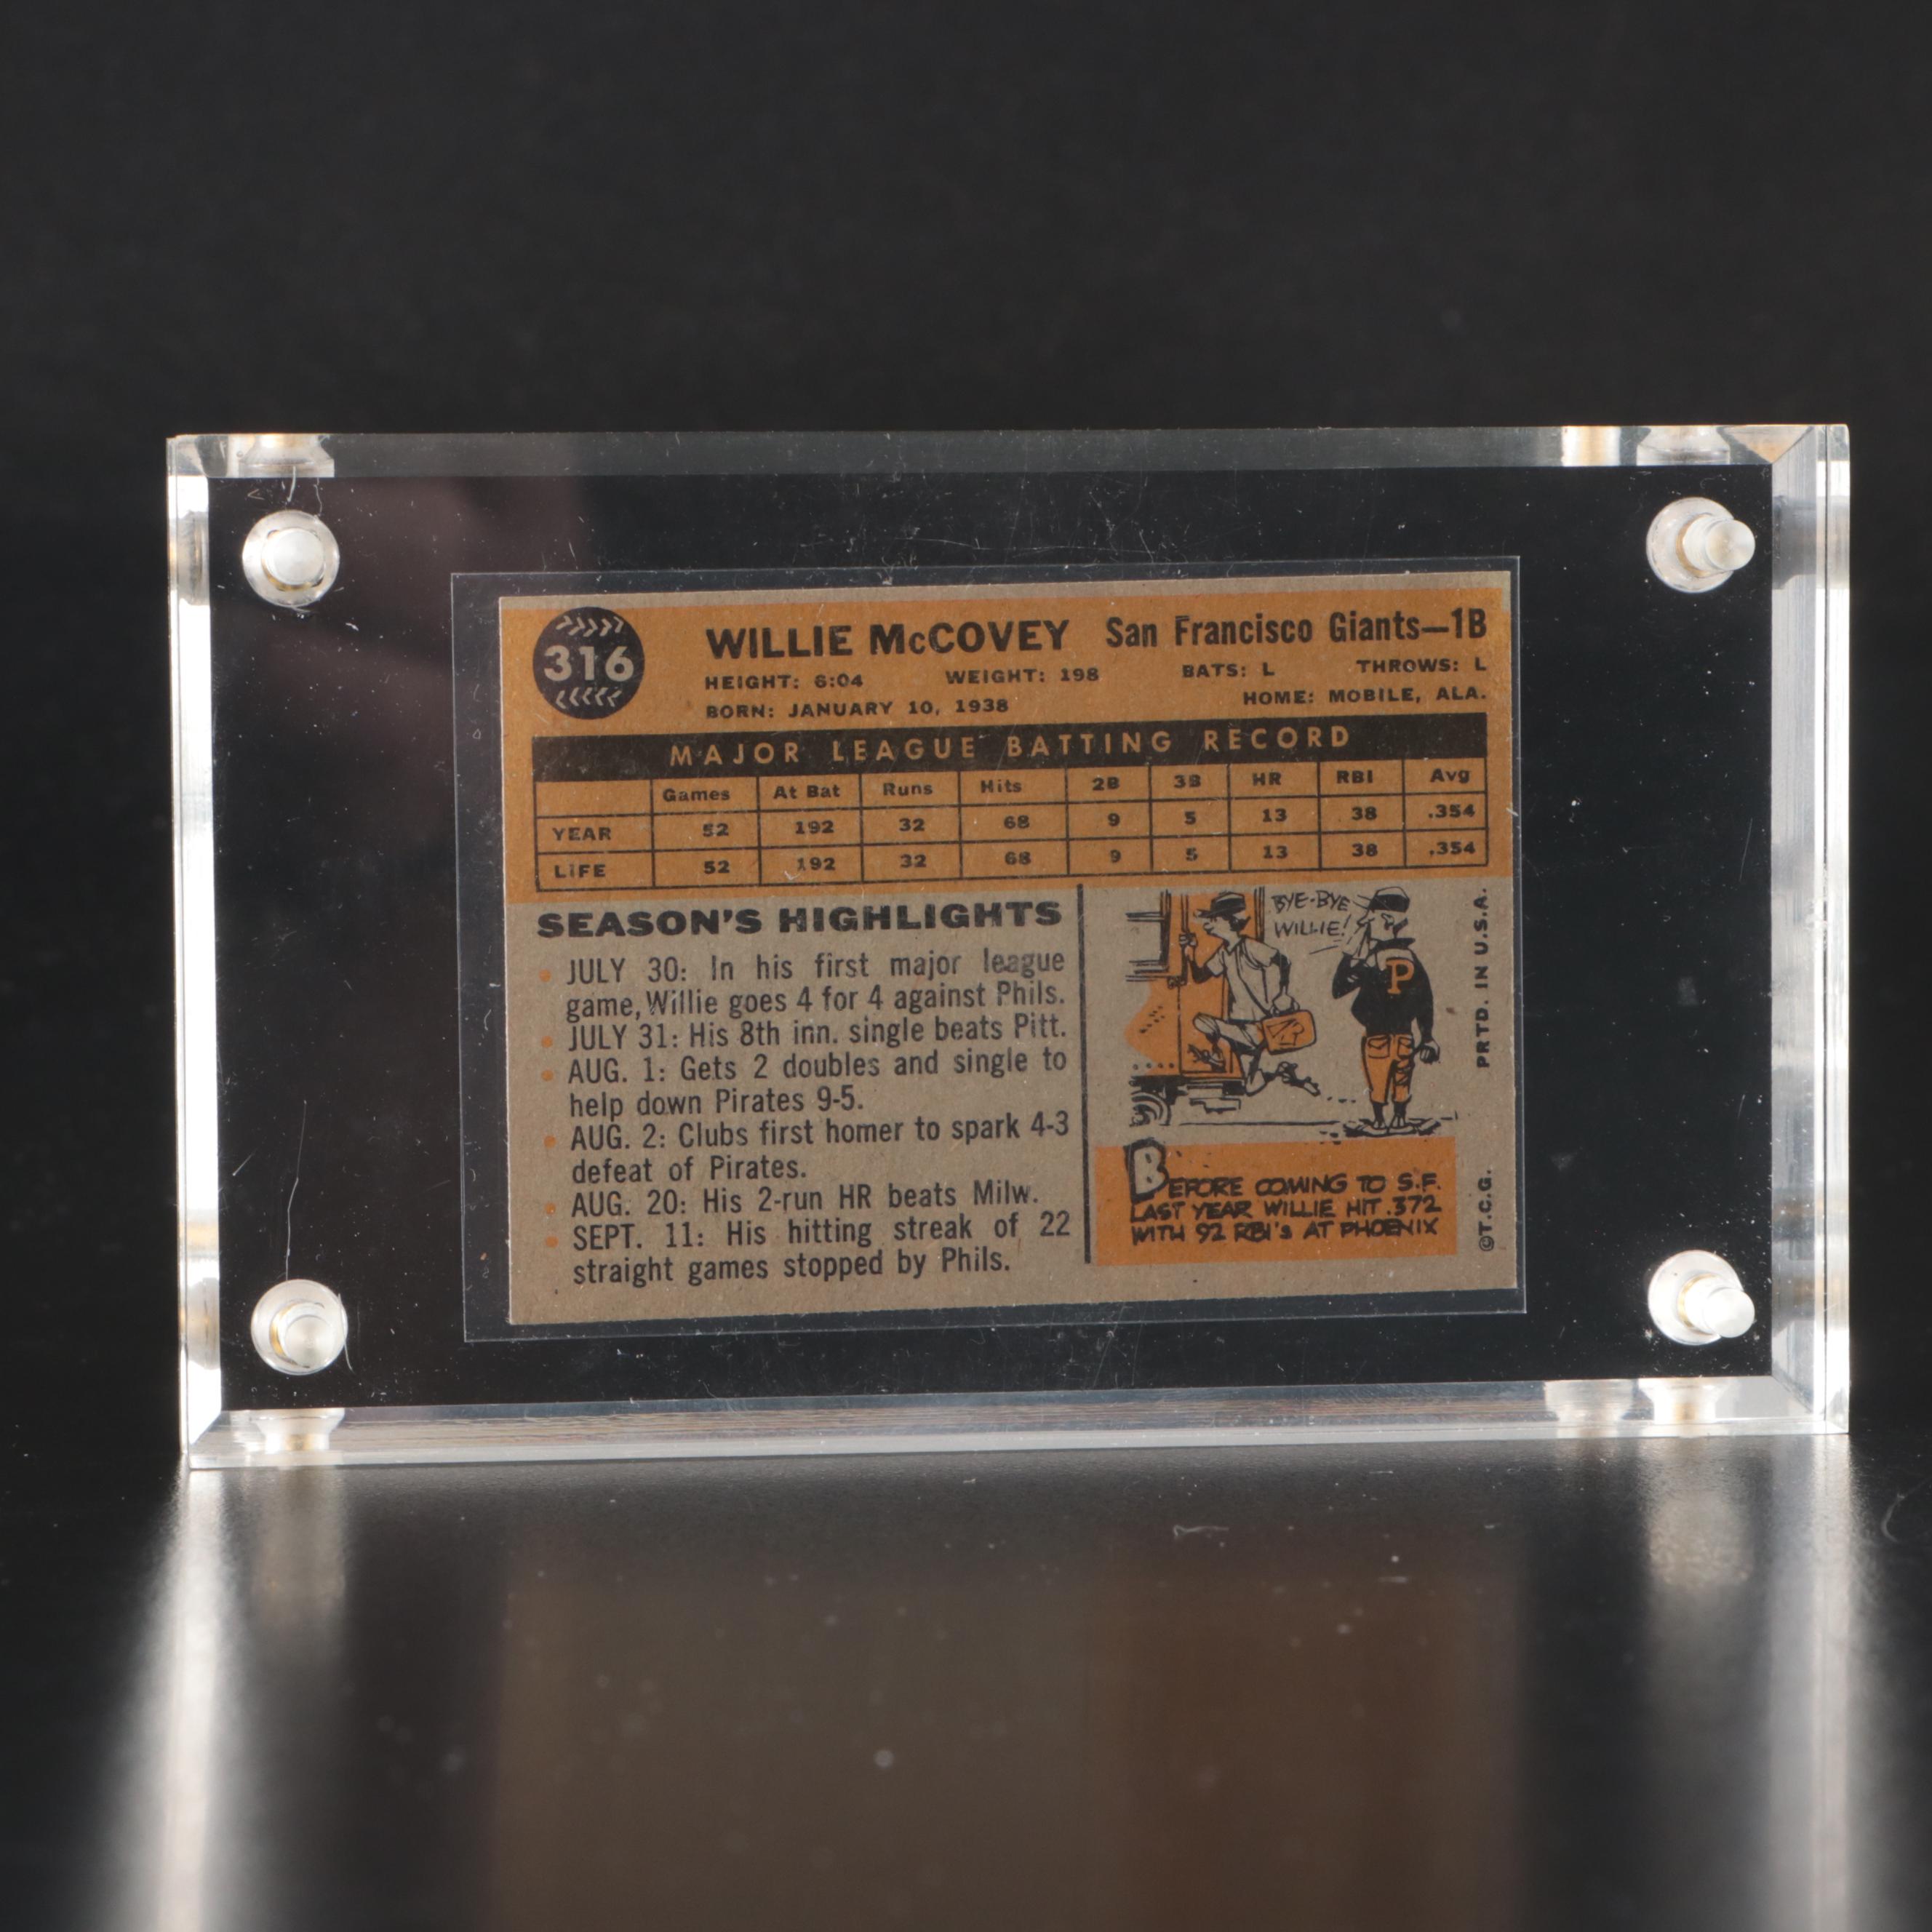 316
WILLIE McCOVEY San Francisco Giants—1B
HEIGHT: 6:04 WEIGHT: 198 BATS: L THROWS: L
BORN: JANUARY 10, 1938 HOME: MOBILE, ALA.
MAJOR LEAGUE BATTING RECORD
Games At Bat Runs Hits 2B 3B HR RBI Avg
YEAR 52 192 32 68 9 5 13 38 .354
LIFE 52 192 32 68 9 5 13 38 .354
SEASON'S HIGHLIGHTS
• JULY 30: In his first major league
game, Willie goes 4 for 4 against Phils.
• JULY 31: His 8th inn. single beats Pitt.
• AUG. 1: Gets 2 doubles and single to
help down Pirates 9-5.
• AUG. 2: Clubs first homer to spark 4-3
defeat of Pirates.
• AUG. 20: His 2-run HR beats Milw.
• SEPT. 11: His hitting streak of 22
straight games stopped by Phils.
BYE-BYE
WILLIE!
P
BEFORE COMING TO S.F.
LAST YEAR WILLIE HIT .372
WITH 92 RBI's AT PHOENIX
©T.C.G. PRTD. IN U.S.A.